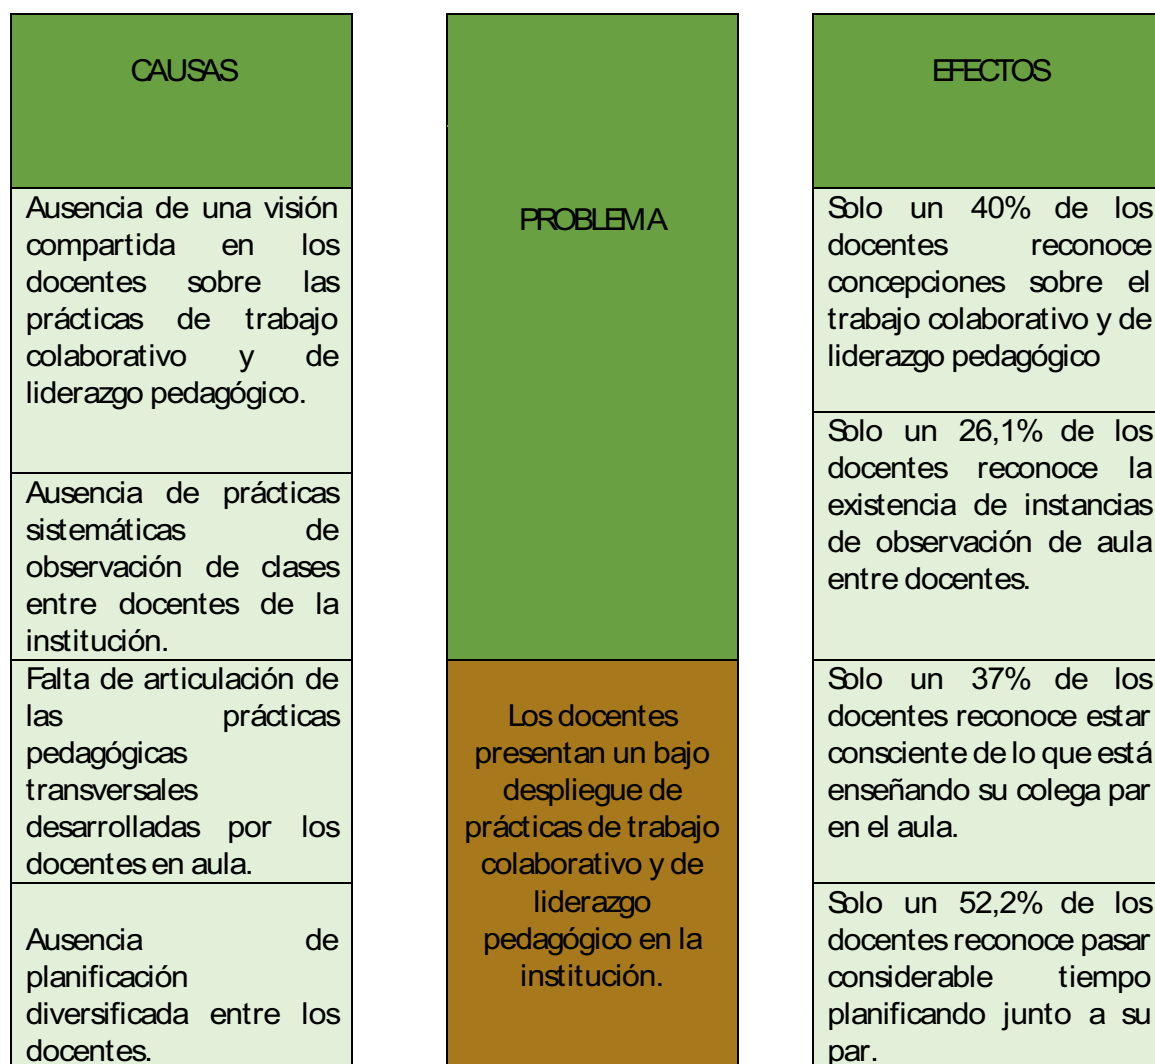 CAUSAS
Ausencia de una visión
compartida en los
docentes sobre las
prácticas de trabajo
colaborativo y de
liderazgo pedagógico.
Ausencia de prácticas
sistemáticas de
observación de clases
entre docentes de la
institución.
Falta de articulación de
las prácticas
pedagógicas
transversales
desarrolladas por los
docentes en aula.
Ausencia de
planificación
diversificada entre los
docentes.
PROBLEMA
Los docentes
presentan un bajo
despliegue de
prácticas de trabajo
colaborativo y de
liderazgo
pedagógico en la
institución.
EFECTOS
Solo un 40% de los
docentes reconoce
concepciones sobre el
trabajo colaborativo y de
liderazgo pedagógico
Solo un 26,1% de los
docentes reconoce la
existencia de instancias
de observación de aula
entre docentes.
Solo un 37% de los
docentes reconoce estar
consciente de lo que está
enseñando su colega par
en el aula.
Solo un 52,2% de los
docentes reconoce pasar
considerable tiempo
planificando junto a su
par.